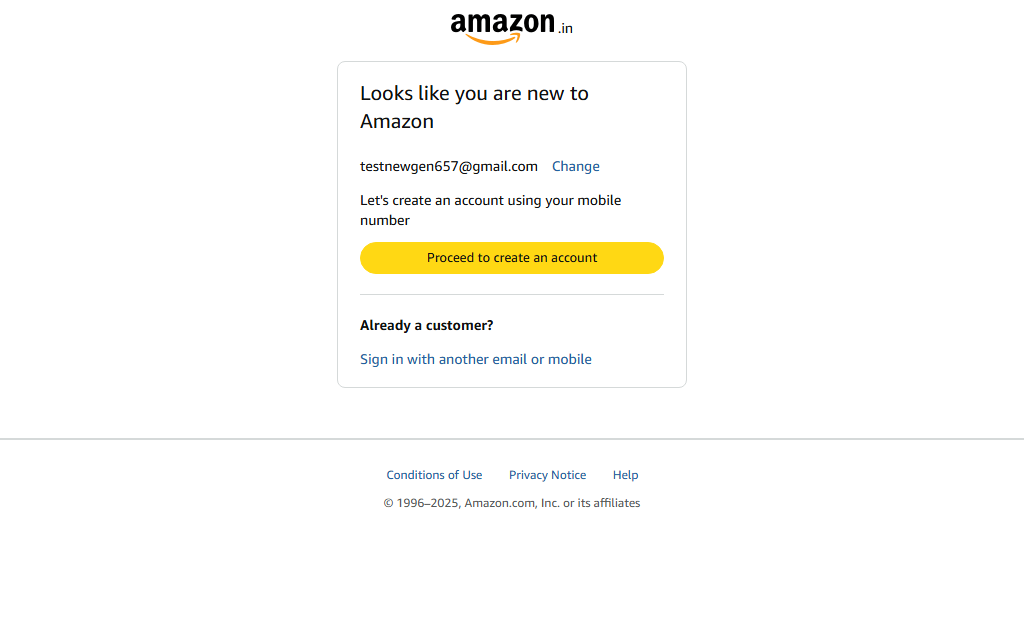 amazon.in
Looks like you are new to
Amazon
testnewgen657@gmail.com Change
Let's create an account using your mobile
number
Proceed to create an account
Already a customer?
Sign in with another email or mobile
Conditions of Use Privacy Notice Help
© 1996–2025, Amazon.com, Inc. or its affiliates